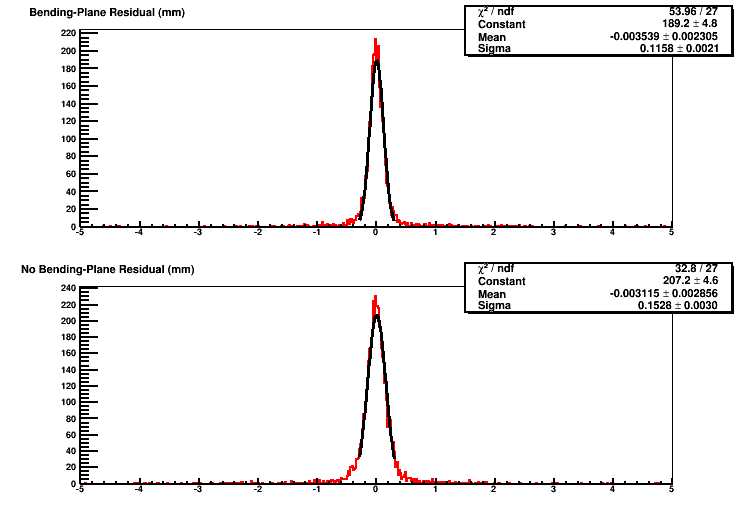 Bending-Plane Residual (mm)
χ² / ndf 53.96 / 27
Constant 189.2 ± 4.8
Mean -0.003539 ± 0.002305
Sigma 0.1158 ± 0.0021
220
200
180
160
140
120
100
80
60
40
20
0
-5 -4 -3 -2 -1 0 1 2 3 4 5
No Bending-Plane Residual (mm)
χ² / ndf 32.8 / 27
Constant 207.2 ± 4.6
Mean -0.003115 ± 0.002856
Sigma 0.1528 ± 0.0030
240
220
200
180
160
140
120
100
80
60
40
20
0
-5 -4 -3 -2 -1 0 1 2 3 4 5